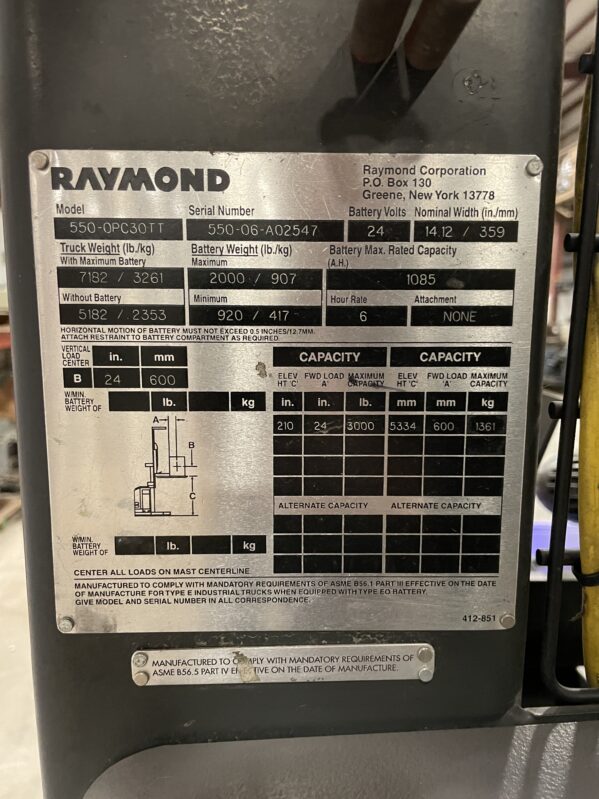 RAYMOND
Raymond Corporation
P.O. Box 130
Greene, New York 13778
Model Serial Number Battery Volts Nominal Width (in./mm)
550-OPC30TT 550-06-A02547 24 14.12 / 359
Truck Weight (lb./kg) Battery Weight (lb./kg) Battery Max. Rated Capacity
With Maximum Battery Maximum (A.H.)
7182 / 3261 2000 / 907 1085
Without Battery Minimum Hour Rate Attachment
5182 / 2353 920 / 417 6 NONE
HORIZONTAL MOTION OF BATTERY MUST NOT EXCEED 0.5 INCHES/12.7MM.
ATTACH RESTRAINT TO BATTERY COMPARTMENT AS REQUIRED.
VERTICAL LOAD CENTER in. mm
B 24 600
W/MIN. BATTERY WEIGHT OF lb. kg
CAPACITY CAPACITY
ELEV HT 'C' FWD LOAD 'A' MAXIMUM CAPACITY ELEV HT 'C' FWD LOAD 'A' MAXIMUM CAPACITY
in. in. lb. mm mm kg
210 24 3000 5334 600 1361
A
B
C
ALTERNATE CAPACITY ALTERNATE CAPACITY
W/MIN. BATTERY WEIGHT OF lb. kg
CENTER ALL LOADS ON MAST CENTERLINE
MANUFACTURED TO COMPLY WITH MANDATORY REQUIREMENTS OF ASME B56.1 PART III EFFECTIVE ON THE DATE
OF MANUFACTURE FOR TYPE E INDUSTRIAL TRUCKS WHEN EQUIPPED WITH TYPE EO BATTERY.
GIVE MODEL AND SERIAL NUMBER IN ALL CORRESPONDENCE.
412-851
MANUFACTURED TO COMPLY WITH MANDATORY REQUIREMENTS OF
ASME B56.5 PART IV EFFECTIVE ON THE DATE OF MANUFACTURE.